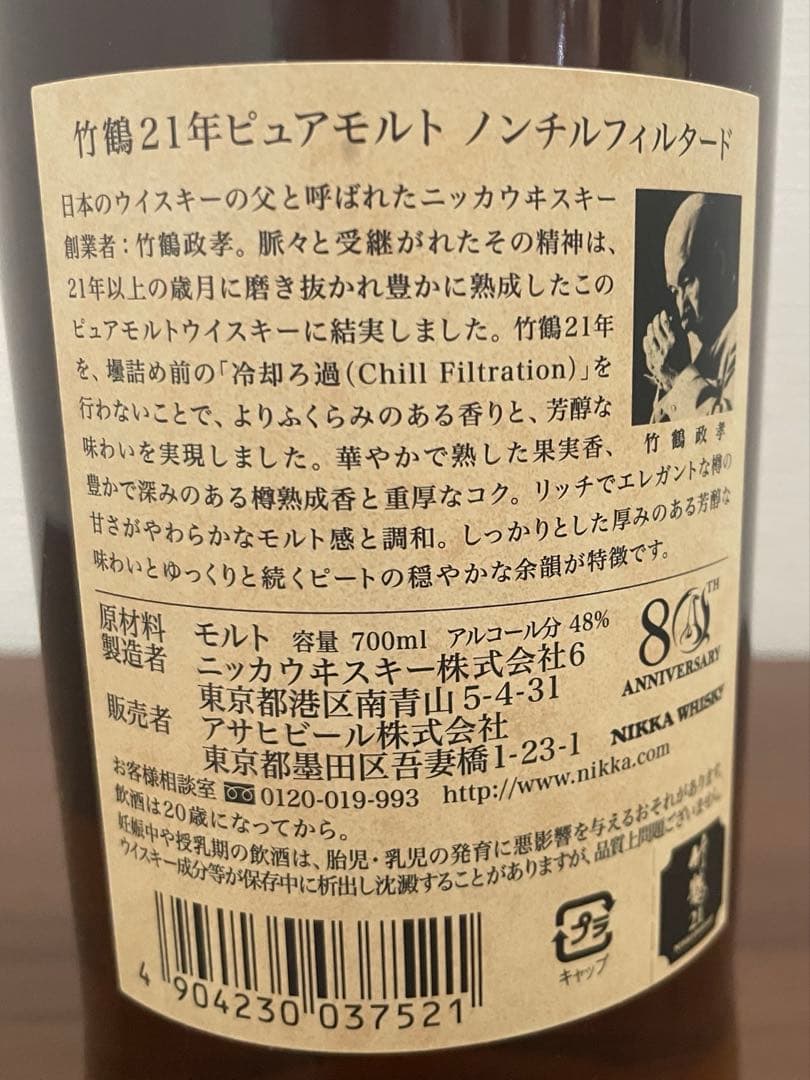 竹鶴21年ピュアモルト ノンチルフィルタード
日本のウイスキーの父と呼ばれたニッカウヰスキー
創業者：竹鶴政孝。脈々と受継がれたその精神は、
21年以上の歳月に磨き抜かれ豊かに熟成したこの
ピュアモルトウイスキーに結実しました。竹鶴21年
を、壜詰め前の「冷却ろ過(Chill Filtration)」を
行わないことで、よりふくらみのある香りと、芳醇な
味わいを実現しました。華やかで熟した果実香、
豊かで深みのある樽熟成香と重厚なコク。リッチでエレガントな樽の
甘さがやわらかなモルト感と調和。しっかりとした厚みのある芳醇な
味わいとゆっくりと続くピートの穏やかな余韻が特徴です。
竹鶴政孝
原材料 モルト 容量 700ml アルコール分 48%
製造者 ニッカウヰスキー株式会社6
東京都港区南青山5-4-31
販売者 アサヒビール株式会社
東京都墨田区吾妻橋1-23-1
80TH
ANNIVERSARY
NIKKA WHISKY
お客様相談室 0120-019-993 http://www.nikka.com
飲酒は20歳になってから。
妊娠中や授乳期の飲酒は、胎児・乳児の発育に悪影響を与えるおそれがあります。
ウイスキー成分等が保存中に析出し沈澱することがありますが、品質上問題ございません。
プラ
キャップ
竹鶴
21
4 904230 037521